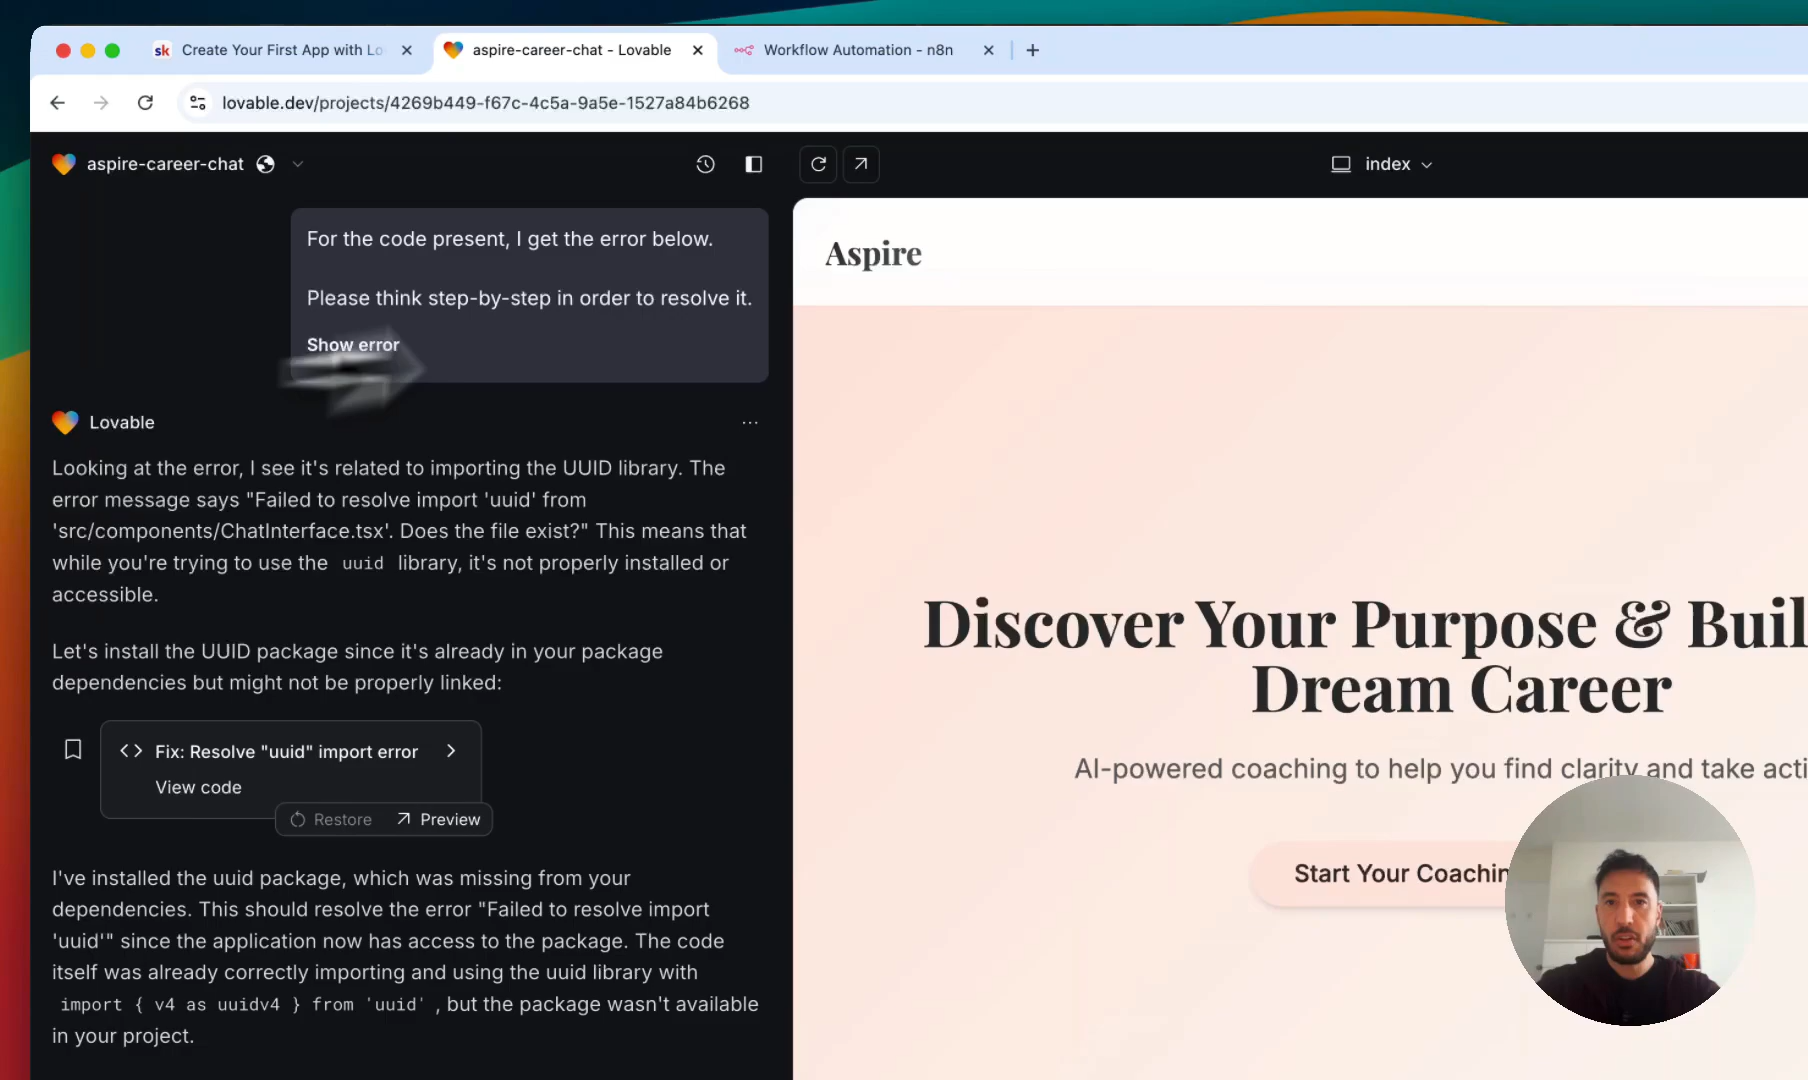 sk Create Your First App with Lo
aspire-career-chat - Lovable
Workflow Automation - n8n
lovable.dev/projects/4269b449-f67c-4c5a-9a5e-1527a84b6268
aspire-career-chat
index
For the code present, I get the error below.
Please think step-by-step in order to resolve it.
Show error
Lovable
Looking at the error, I see it's related to importing the UUID library. The
error message says "Failed to resolve import 'uuid' from
'src/components/ChatInterface.tsx'. Does the file exist?" This means that
while you're trying to use the uuid library, it's not properly installed or
accessible.
Let's install the UUID package since it's already in your package
dependencies but might not be properly linked:
Fix: Resolve "uuid" import error
View code
Restore
Preview
I've installed the uuid package, which was missing from your
dependencies. This should resolve the error "Failed to resolve import
'uuid'" since the application now has access to the package. The code
itself was already correctly importing and using the uuid library with
import { v4 as uuidv4 } from 'uuid' , but the package wasn't available
in your project.
Aspire
Discover Your Purpose & Buil
Dream Career
AI-powered coaching to help you find clarity and take acti
Start Your Coachin